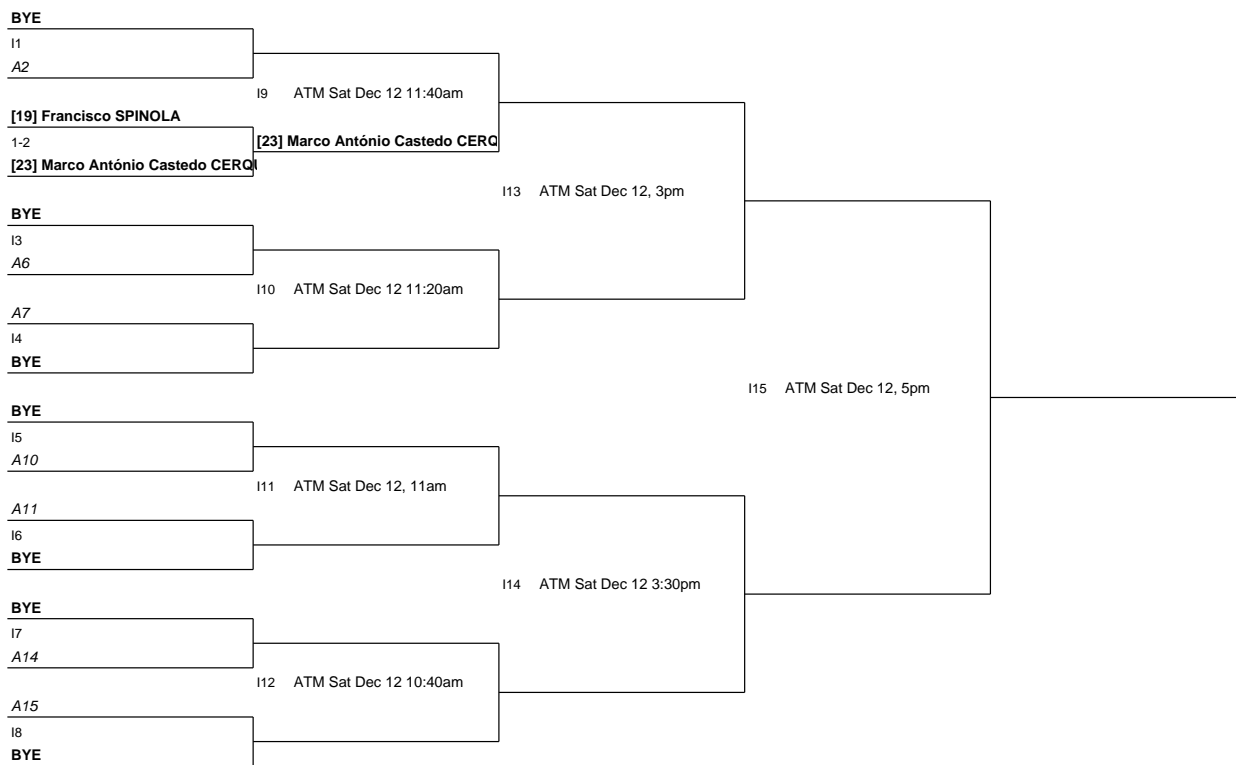 BYE
I1
A2
I9 ATM Sat Dec 12 11:40am
[19] Francisco SPINOLA
1-2
[23] Marco António Castedo CERQ
[23] Marco António Castedo CERQU
I13 ATM Sat Dec 12, 3pm
BYE
I3
A6
I10 ATM Sat Dec 12 11:20am
A7
I4
BYE
I15 ATM Sat Dec 12, 5pm
BYE
I5
A10
I11 ATM Sat Dec 12, 11am
A11
I6
BYE
I14 ATM Sat Dec 12 3:30pm
BYE
I7
A14
I12 ATM Sat Dec 12 10:40am
A15
I8
BYE